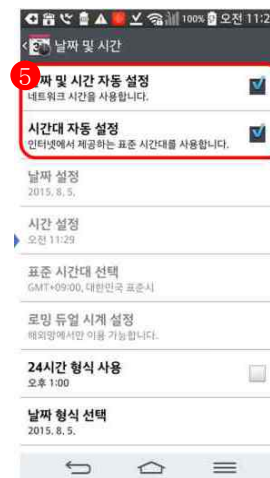 100% 오전 11:2
날짜 및 시간
5
날짜 및 시간 자동 설정
네트워크 시간을 사용합니다.
시간대 자동 설정
인터넷에서 제공하는 표준 시간대를 사용합니다.
날짜 설정
2015. 8. 5.
시간 설정
오전 11:29
표준 시간대 선택
GMT+09:00, 대한민국 표준시
로밍 듀얼 시계 설정
해외망에서만 이용 가능합니다.
24시간 형식 사용
오후 1:00
날짜 형식 선택
2015. 8. 5.